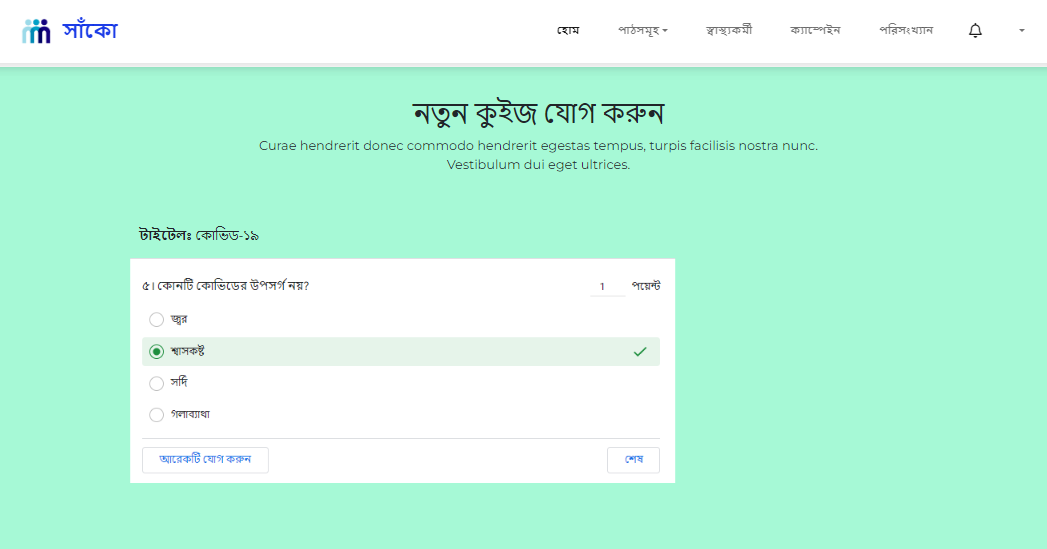 সাঁকো
হোম পাঠসমূহ স্বাস্থ্যকর্মী ক্যাম্পেইন পরিসংখ্যান
নতুন কুইজ যোগ করুন
Curae hendrerit donec commodo hendrerit egestas tempus, turpis facilisis nostra nunc.
Vestibulum dui eget ultrices.
টাইটেলঃ কোভিড-১৯
৫। কোনটি কোভিডের উপসর্গ নয়? 1 পয়েন্ট
জ্বর
শ্বাসকষ্ট
সর্দি
গলাব্যাথা
আরেকটি যোগ করুন শেষ